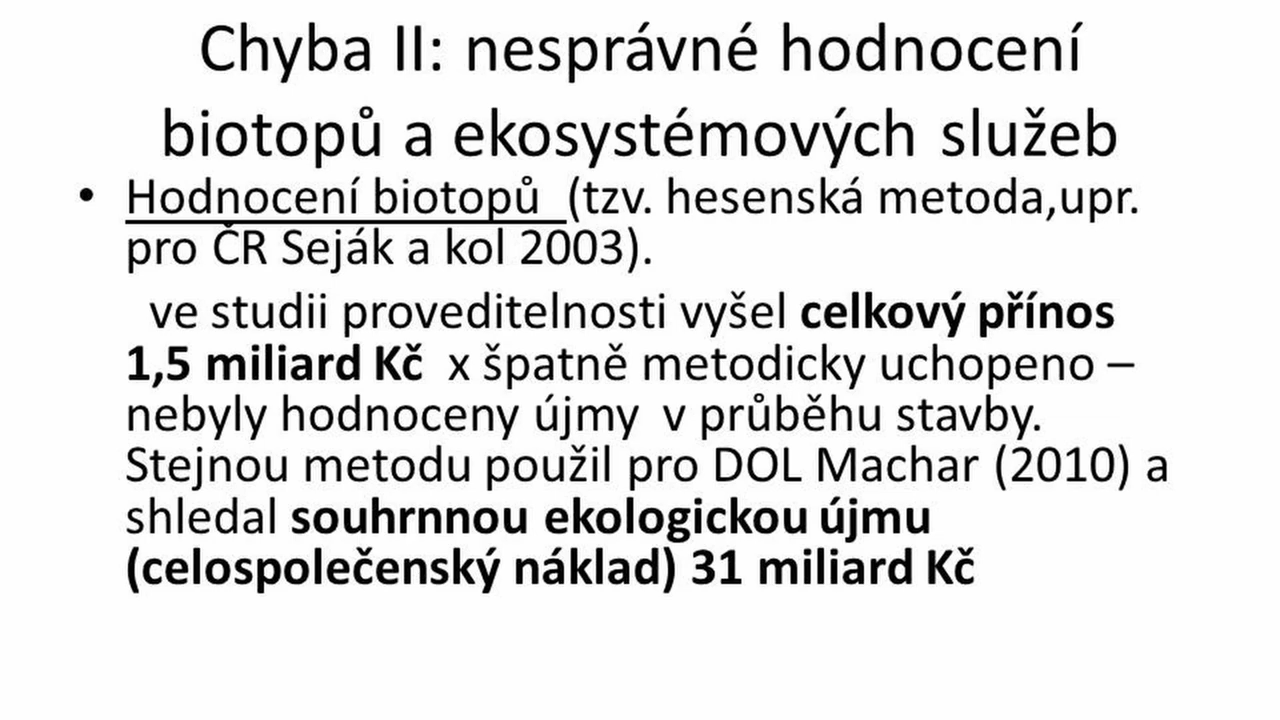 Chyba II: nesprávné hodnocení
biotopů a ekosystémových služeb
• Hodnocení biotopů (tzv. hesenská metoda,upr.
pro ČR Seják a kol 2003).
ve studii proveditelnosti vyšel celkový přínos
1,5 miliard Kč x špatně metodicky uchopeno –
nebyly hodnoceny újmy v průběhu stavby.
Stejnou metodu použil pro DOL Machar (2010) a
shledal souhrnnou ekologickou újmu
(celospolečenský náklad) 31 miliard Kč